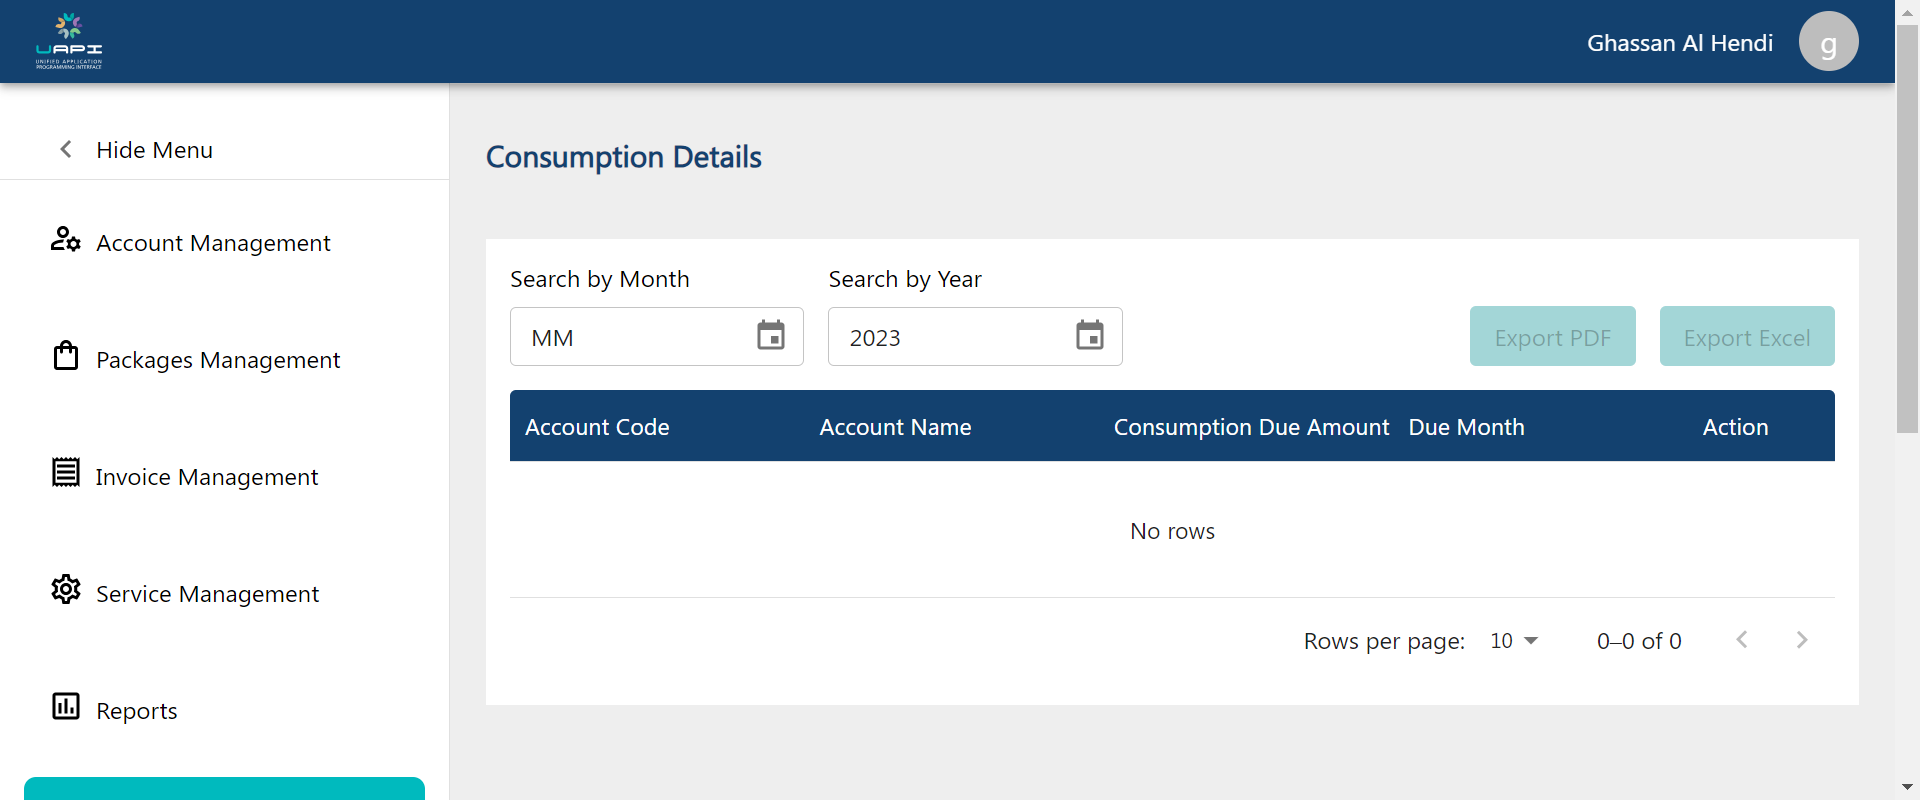 UAPI
UNIFIED APPLICATION
PROGRAMMING INTERFACE
Ghassan Al Hendi
g
Hide Menu
Account Management
Packages Management
Invoice Management
Service Management
Reports
Consumption Details
Search by Month
Search by Year
MM
2023
Export PDF
Export Excel
Account Code
Account Name
Consumption Due Amount
Due Month
Action
No rows
Rows per page:
10
0–0 of 0